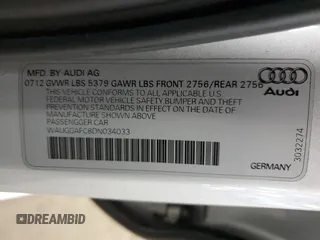 MFD. BY AUDI AG
0712 GVWR LBS 5379 GAWR LBS FRONT 2756/REAR 2756
THIS VEHICLE CONFORMS TO ALL APPLICABLE U.S.
FEDERAL MOTOR VEHICLE SAFETY, BUMPER AND THEFT
PREVENTION STANDARDS IN EFFECT ON THE DATE OF
MANUFACTURE SHOWN ABOVE.
PASSENGER CAR
WAUGGAFC8DN034033
Audi
GERMANY
3032274
DREAMBID